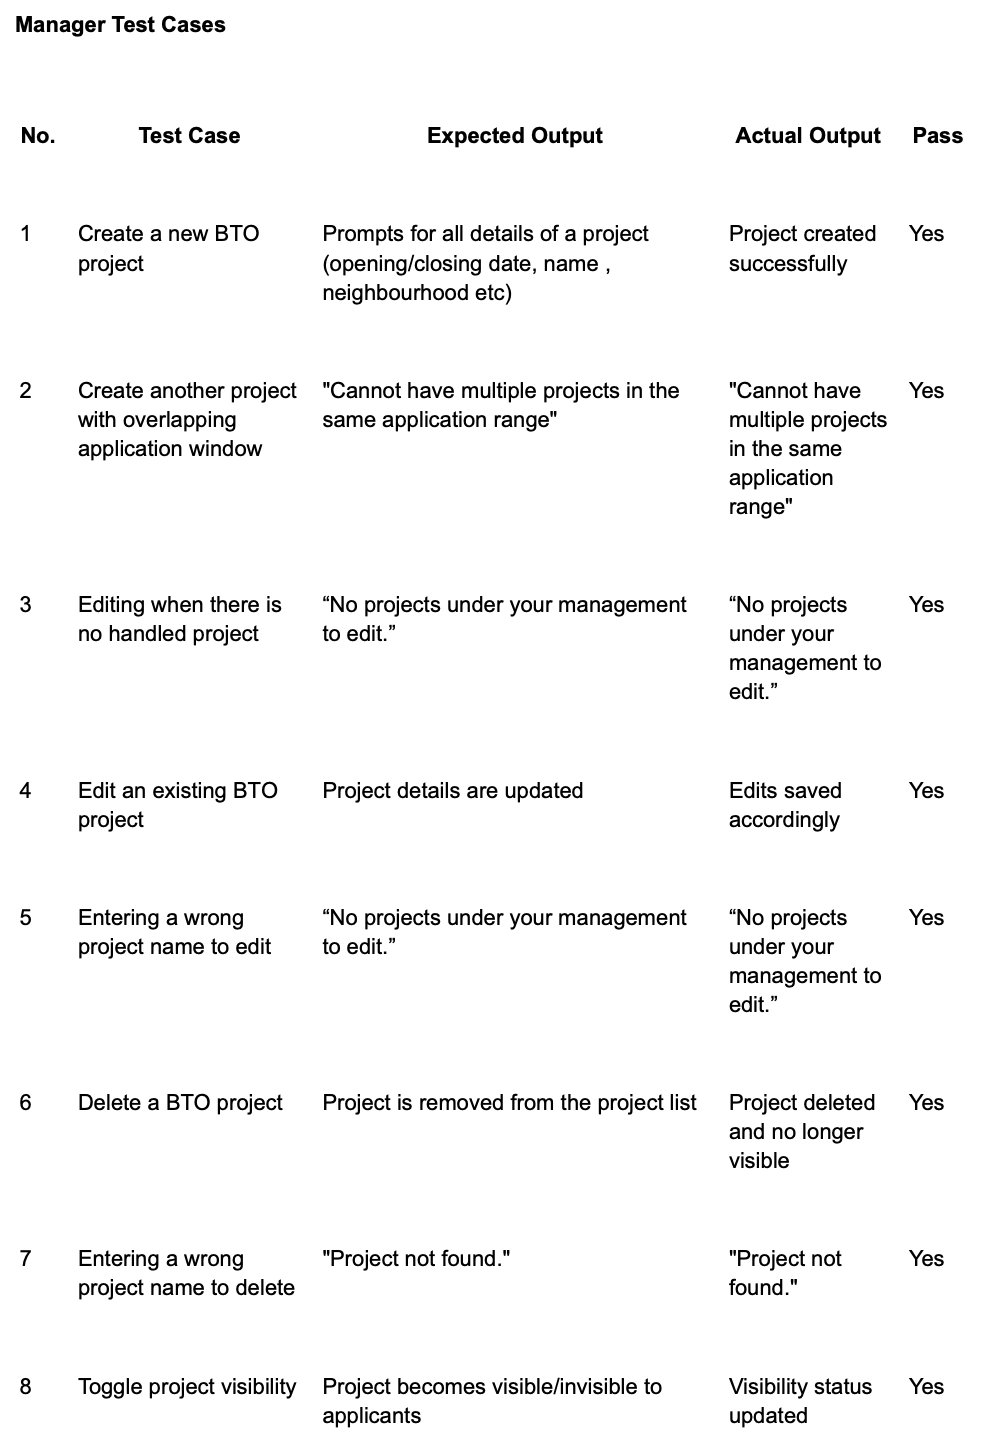 Manager Test Cases
No. Test Case Expected Output Actual Output Pass
1 Create a new BTO Prompts for all details of a project Project created Yes
project (opening/closing date, name , successfully
neighbourhood etc)
2 Create another project "Cannot have multiple projects in the "Cannot have Yes
with overlapping same application range" multiple projects
application window in the same
application
range"
3 Editing when there is “No projects under your management “No projects Yes
no handled project to edit.” under your
management to
edit.”
4 Edit an existing BTO Project details are updated Edits saved Yes
project accordingly
5 Entering a wrong “No projects under your management “No projects Yes
project name to edit to edit.” under your
management to
edit.”
6 Delete a BTO project Project is removed from the project list Project deleted Yes
and no longer
visible
7 Entering a wrong "Project not found." "Project not Yes
project name to delete found."
8 Toggle project visibility Project becomes visible/invisible to Visibility status Yes
applicants updated